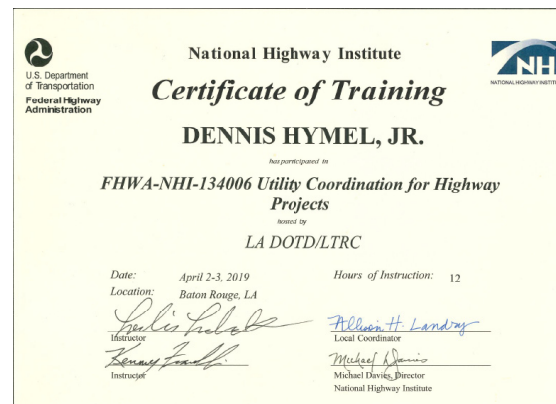 U.S. Department
of Transportation
Federal Highway
Administration
National Highway Institute
NH
NATIONAL HIGHWAY INSTIT
Certificate of Training
DENNIS HYMEL, JR.
has participated in
FHWA-NHI-134006 Utility Coordination for Highway
Projects
hosted by
LA DOTD/LTRC
Date: April 2-3, 2019
Hours of Instruction: 12
Location: Baton Rouge, LA
Instructor
Allison H. Landry
Local Coordinator
Instructor
Michael Davies
Michael Davies, Director
National Highway Institute